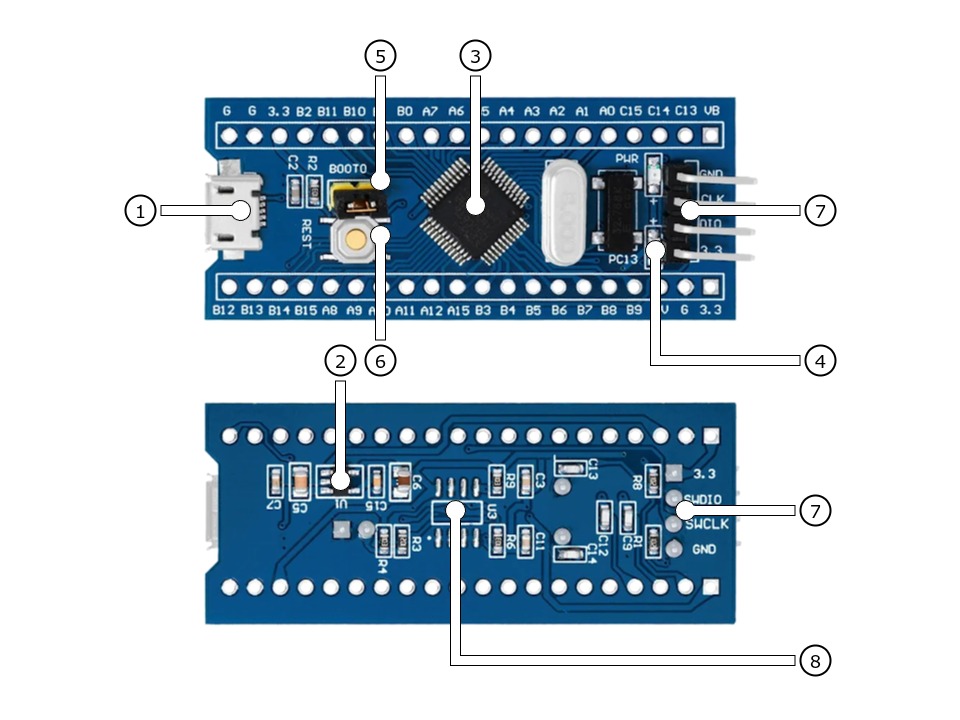 5 3
G G 3.3 B2 B11 B10 B0 A7 A6 A4 A3 A2 A1 A0 C15 C14 C13 VB
PWR
C2 R2 BOOT0 GND
1 CLK 7
REST DIO
PC13 3.3
B12 B13 B14 B15 A8 A9 A11 A12 A15 B3 B4 B5 B6 B7 B8 B9 G 3.3
2 6 4
C13
C7 C5 U1 C15 C6 R9 C3 R8 3.3
SWDIO
U3 7
SWCLK
R4 R3 R6 C11 C14 C12 C9 R1 GND
8